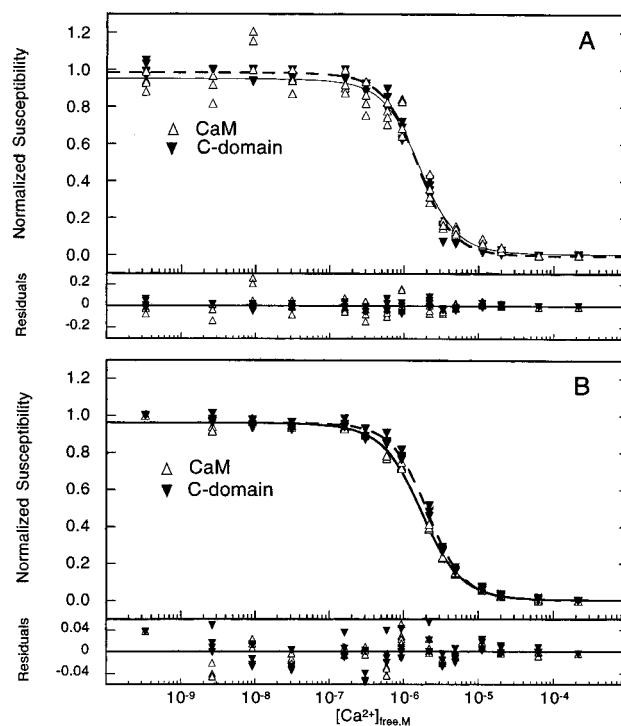 A
1.2
1.0
0.8
0.6
0.4
0.2
0.0
Normalized Susceptibility
△ CaM
▼ C-domain
0.2
0
-0.2
Residuals
B
1.2
1.0
0.8
0.6
0.4
0.2
0.0
Normalized Susceptibility
△ CaM
▼ C-domain
0.04
0
-0.04
Residuals
10⁻⁹ 10⁻⁸ 10⁻⁷ 10⁻⁶ 10⁻⁵ 10⁻⁴
[Ca²⁺]free,M